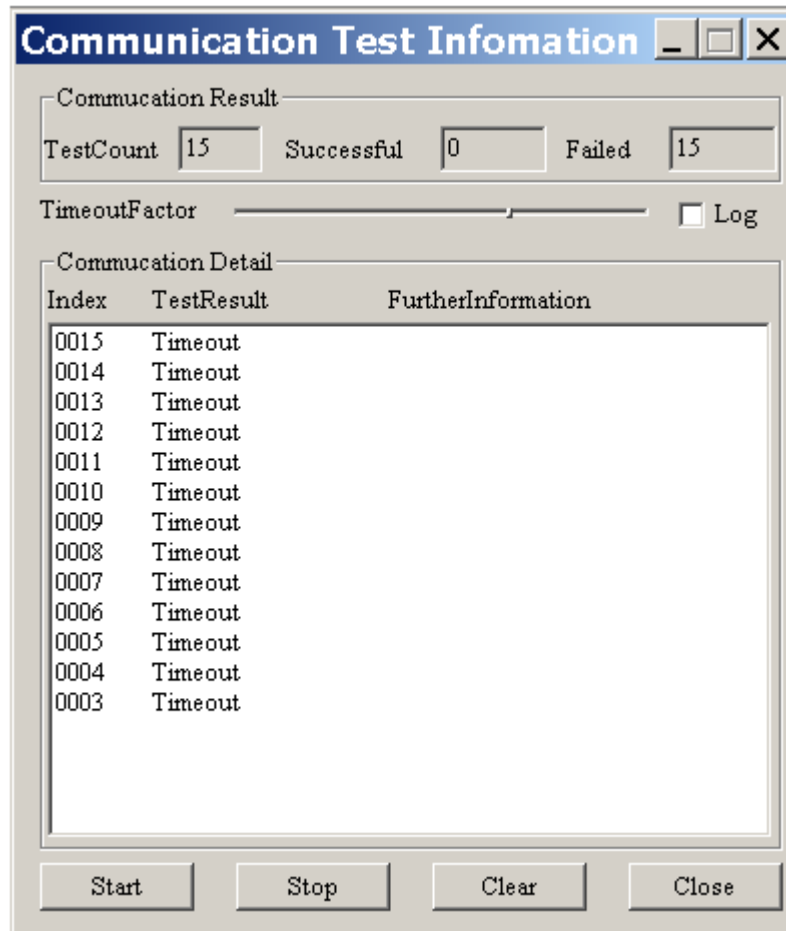 Communication Test Infomation
Commucation Result
TestCount 15 Successful 0 Failed 15
TimeoutFactor Log
Commucation Detail
Index TestResult FurtherInformation
0015 Timeout
0014 Timeout
0013 Timeout
0012 Timeout
0011 Timeout
0010 Timeout
0009 Timeout
0008 Timeout
0007 Timeout
0006 Timeout
0005 Timeout
0004 Timeout
0003 Timeout
Start Stop Clear Close